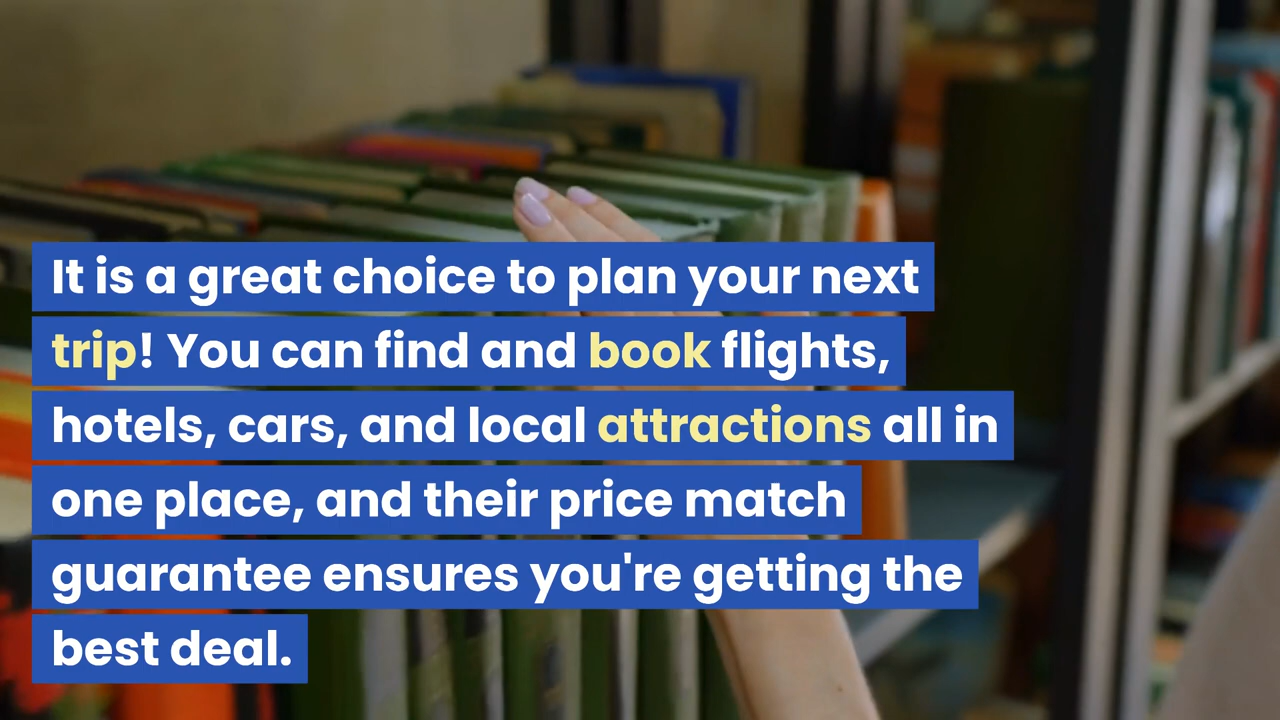 It is a great choice to plan your next
trip! You can find and book flights,
hotels, cars, and local attractions all in
one place, and their price match
guarantee ensures you're getting the
best deal.